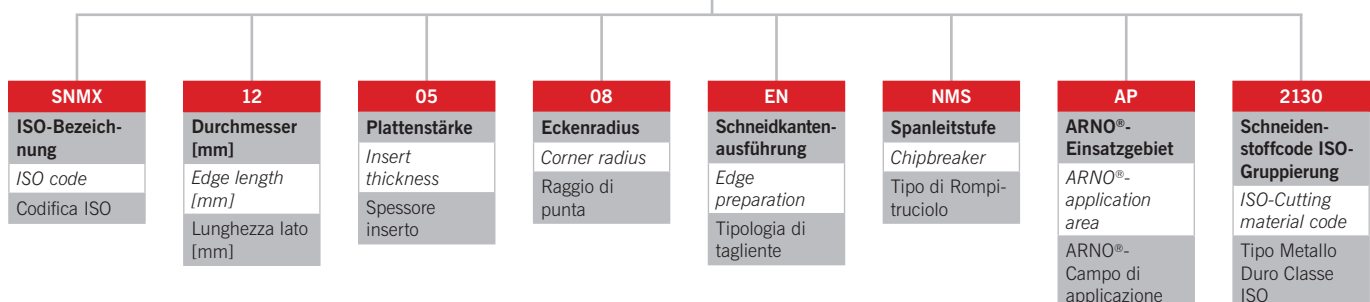 SNMX
ISO-Bezeich-
nung
ISO code
Codifica ISO
12
Durchmesser
[mm]
Edge length
[mm]
Lunghezza lato
[mm]
05
Plattenstärke
Insert
thickness
Spessore
inserto
08
Eckenradius
Corner radius
Raggio di
punta
EN
Schneidkanten-
ausführung
Edge
preparation
Tipologia di
tagliente
NMS
Spanleitstufe
Chipbreaker
Tipo di Rompi-
truciolo
AP
ARNO®-
Einsatzgebiet
ARNO®-
application
area
ARNO®-
Campo di
applicazione
2130
Schneiden-
stoffcode ISO-
Gruppierung
ISO-Cutting
material code
Tipo Metallo
Duro Classe
ISO